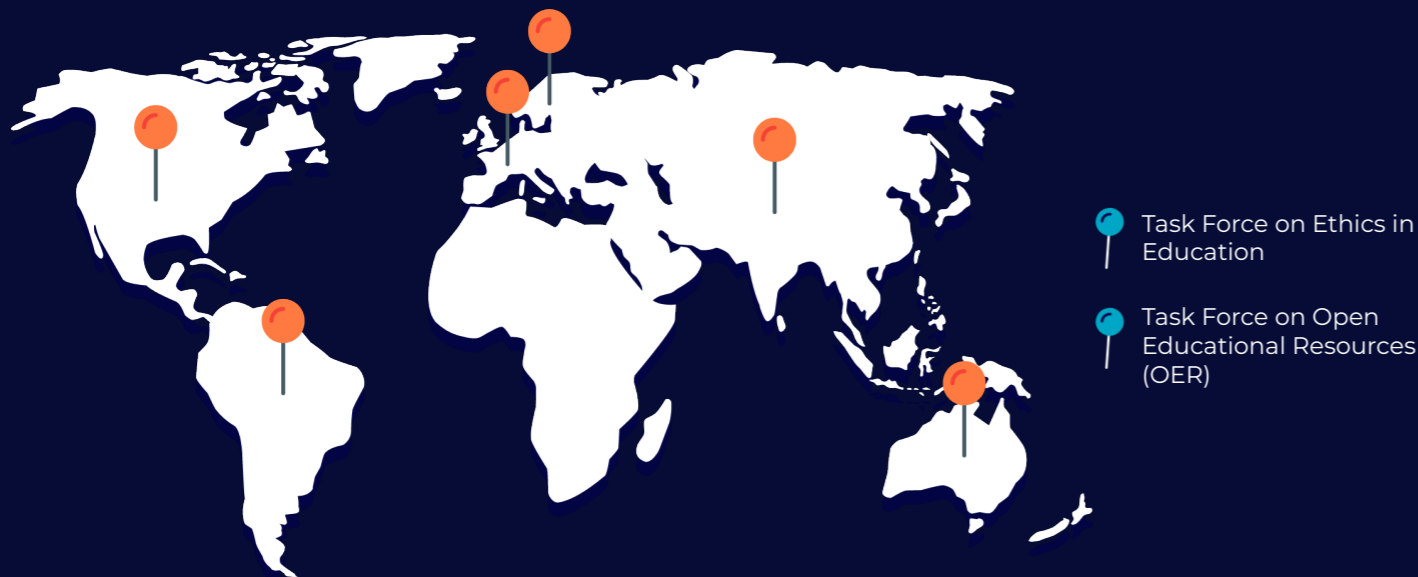 Task Force on Ethics in
Education
Task Force on Open
Educational Resources
(OER)